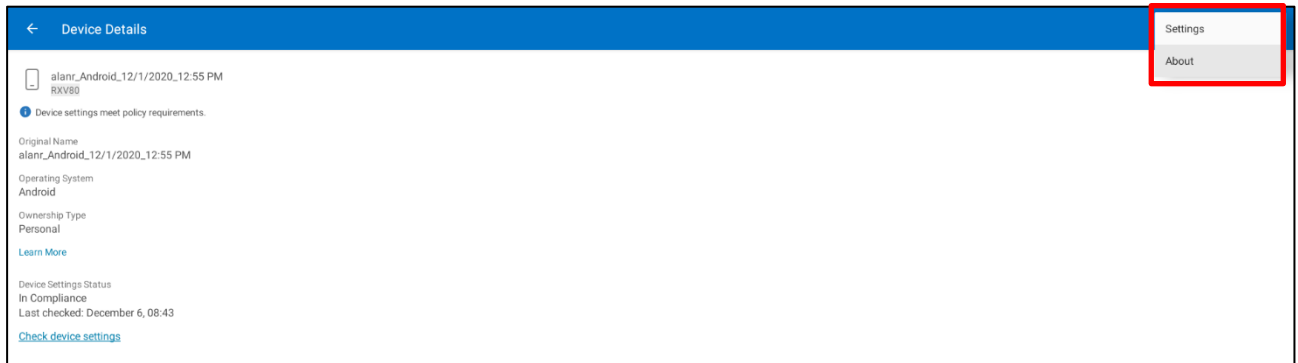 Device Details
Settings
About
alanr_Android_12/1/2020_12:55 PM
RXV80
Device settings meet policy requirements.
Original Name
alanr_Android_12/1/2020_12:55 PM
Operating System
Android
Ownership Type
Personal
Learn More
Device Settings Status
In Compliance
Last checked: December 6, 08:43
Check device settings